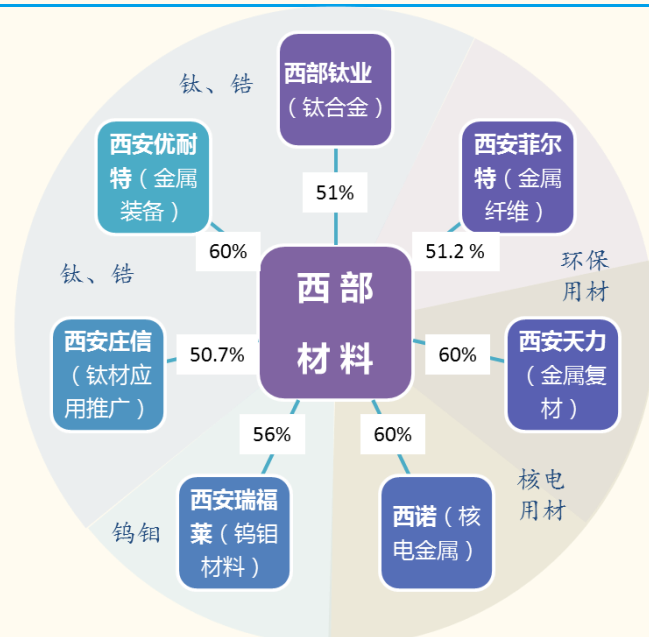 钛、锆
西部钛业
（钛合金）
西安优耐
特（金属
装备）
西安菲尔
特（金属
纤维）
51%
60%
51.2 %
环保
用材
钛、锆
西 部
材 料
西安庄信
（钛材应
用推广）
50.7%
60%
西安天力
（金属复
材）
56%
60%
核电
用材
钨钼
西安瑞福
莱（钨钼
材料）
西诺（核
电金属）